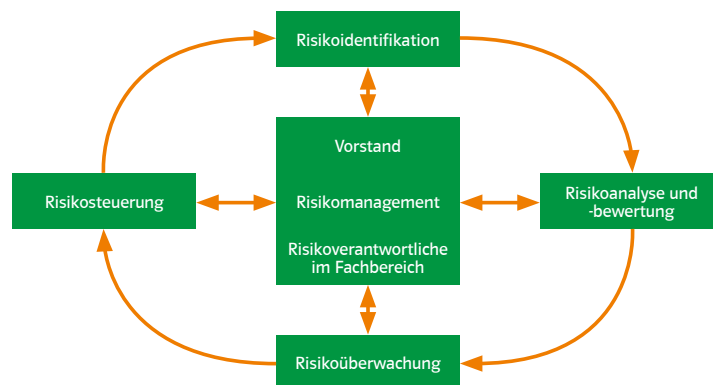 Risikoidentifikation
Vorstand
Risikosteuerung
Risikomanagement
Risikoanalyse und
-bewertung
Risikoverantwortliche
im Fachbereich
Risikoüberwachung